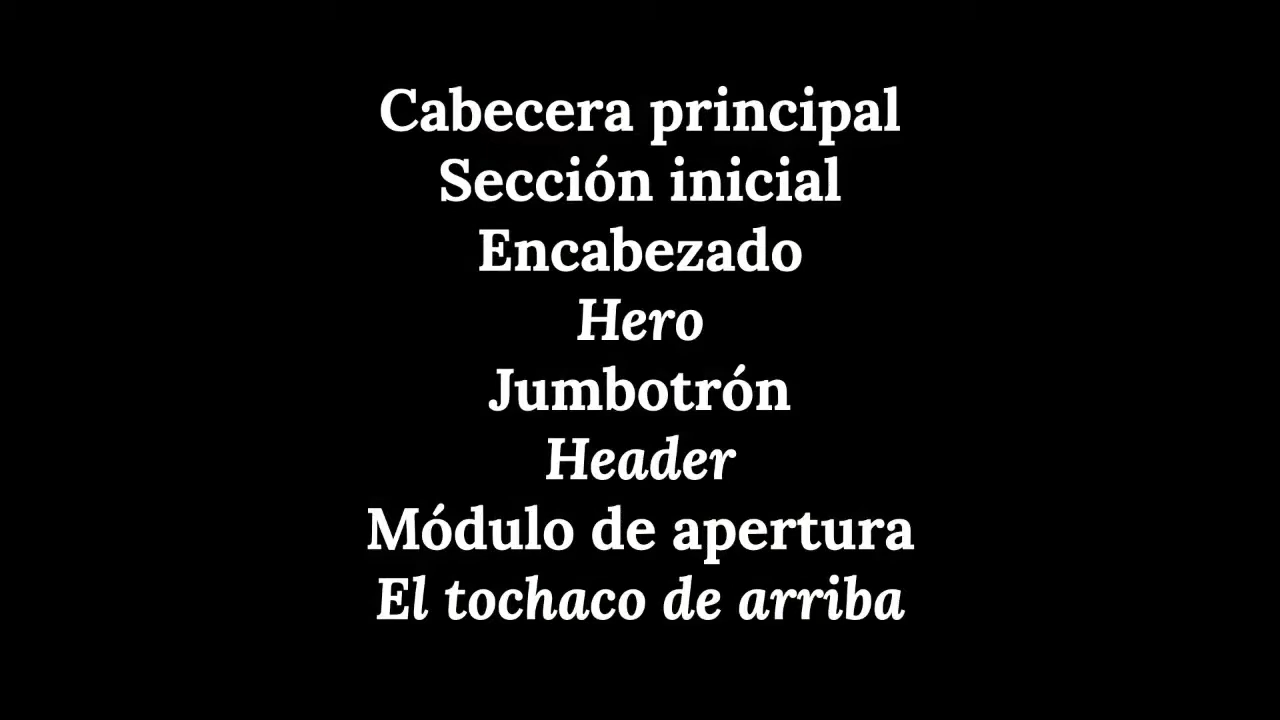 Cabecera principal
Sección inicial
Encabezado
Hero
Jumbotrón
Header
Módulo de apertura
El tochaco de arriba